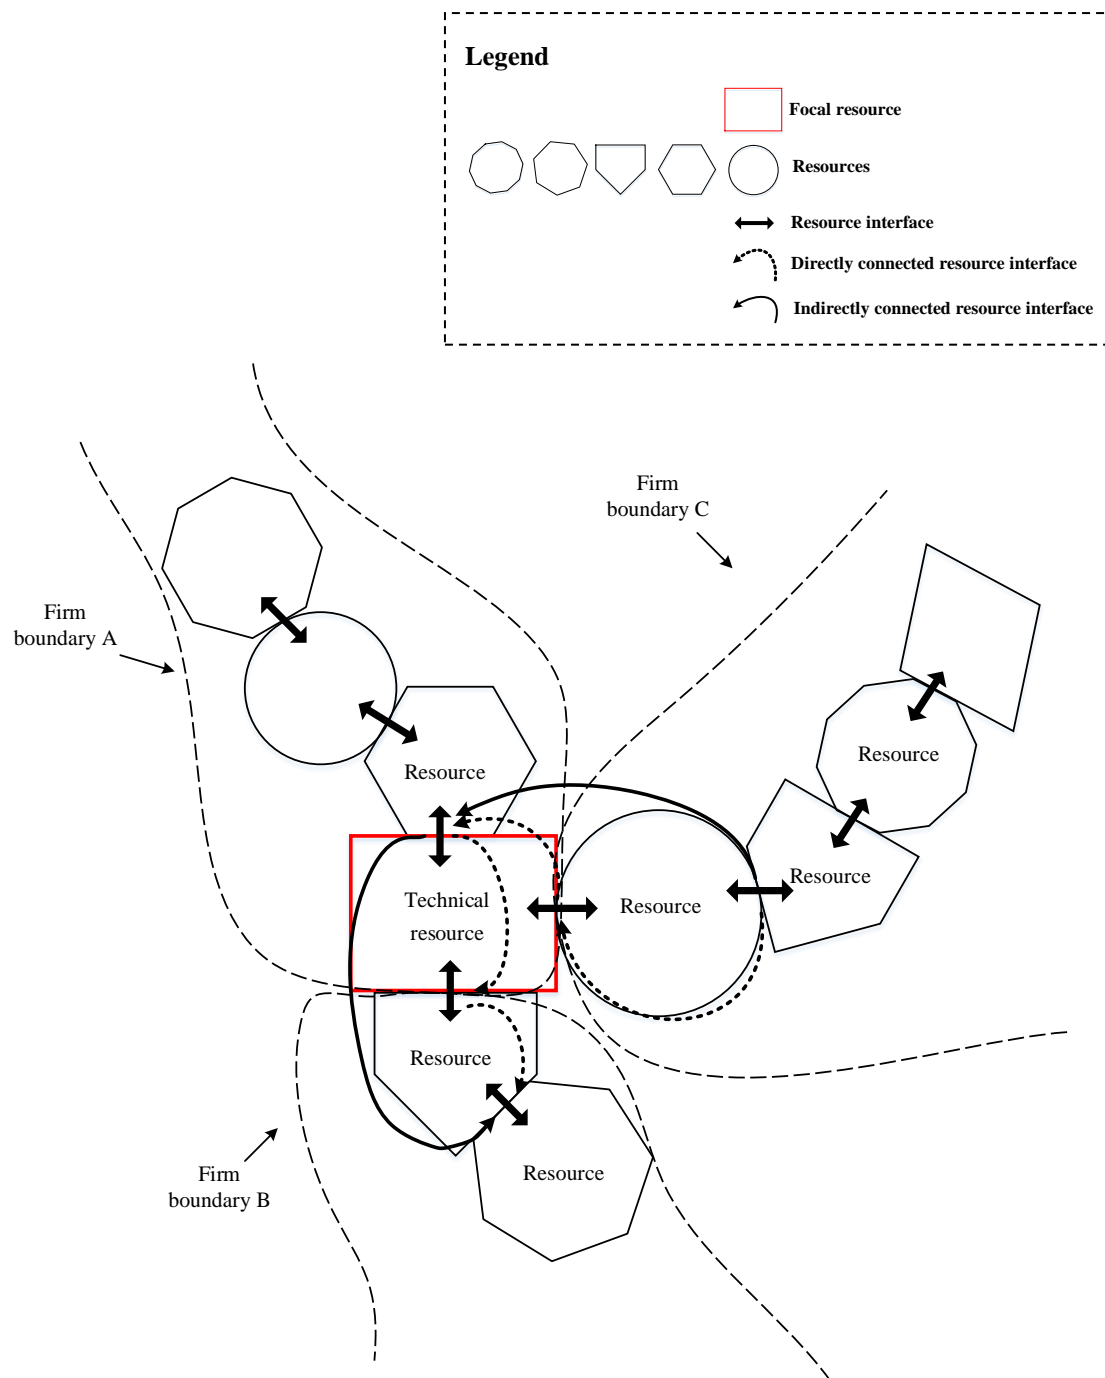 Legend
Focal resource
Resources
Resource interface
Directly connected resource interface
Indirectly connected resource interface
Firm
boundary C
Firm
boundary A
Resource
Resource
Resource
Resource
Technical
resource
Resource
Resource
Firm
boundary B